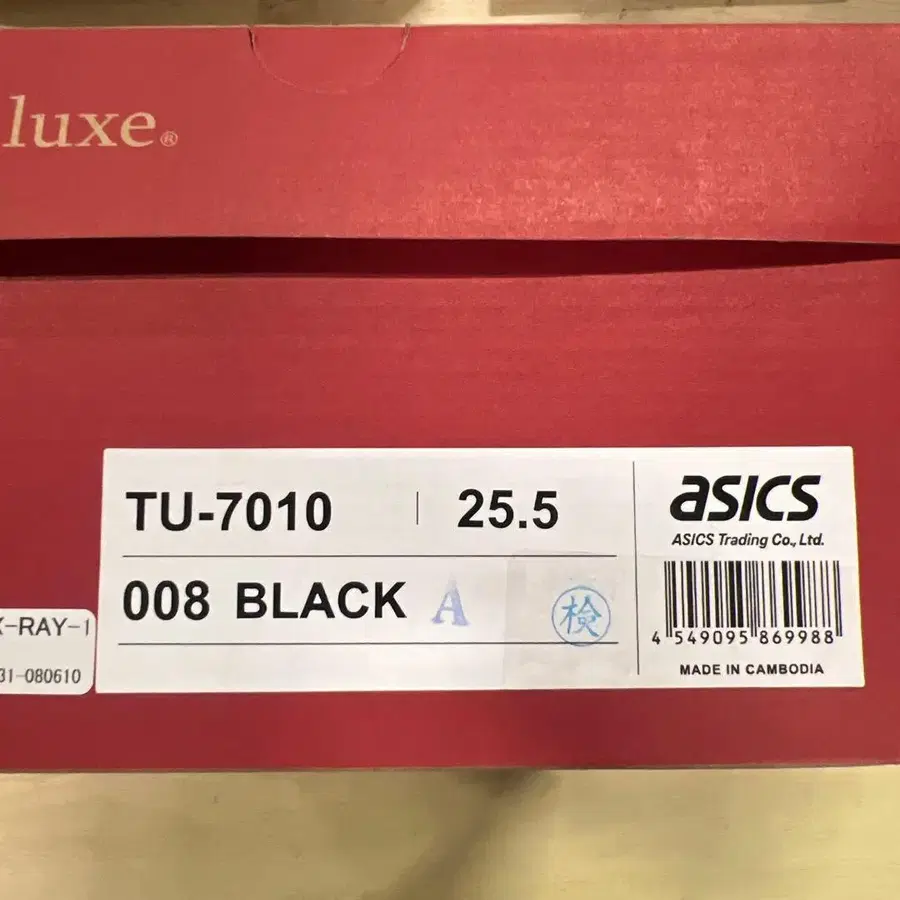 luxe®
TU-7010 | 25.5
008 BLACK A
検
asics
ASICS Trading Co., Ltd.
4 549095 869988
MADE IN CAMBODIA
X-RAY-1
31-080610